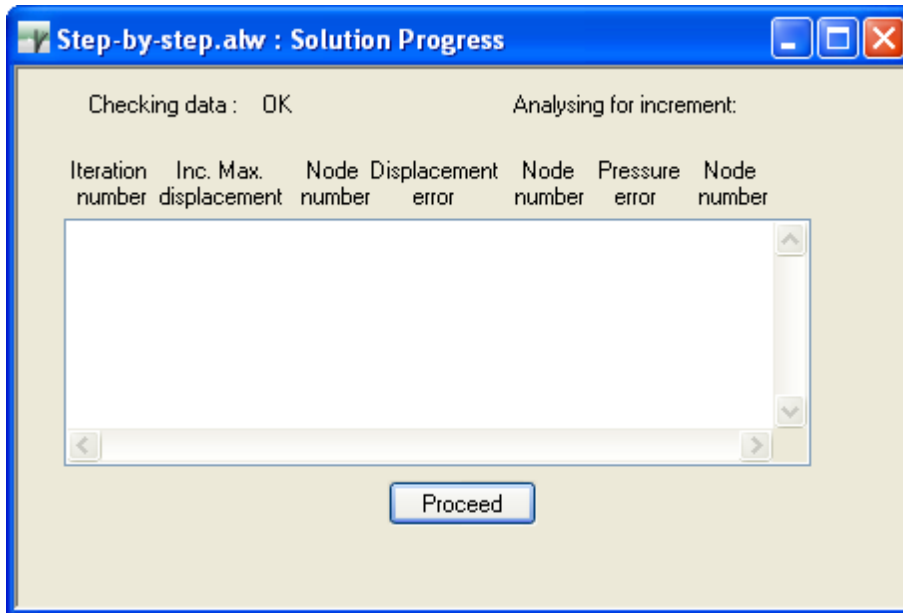 Step-by-step.alw : Solution Progress
Checking data : OK Analysing for increment:
Iteration Inc. Max. Node Displacement Node Pressure Node
number displacement number error number error number
Proceed